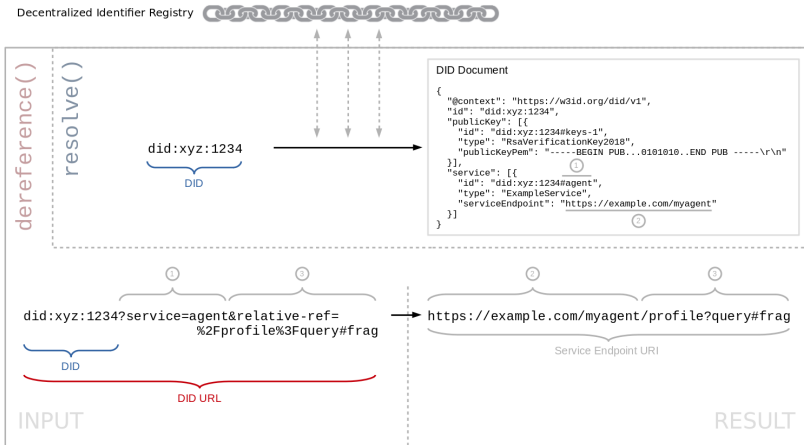 Decentralized Identifier Registry
dereference()
resolve()
did:xyz:1234
DID
DID Document
{
"@context": "https://w3id.org/did/v1",
"id": "did:xyz:1234",
"publicKey": [{
"id": "did:xyz:1234#keys-1",
"type": "RsaVerificationKey2018",
"publicKeyPem": "-----BEGIN PUB...0101010..END PUB -----\r\n"
}],
1
"service": [{
"id": "did:xyz:1234#agent",
"type": "ExampleService",
"serviceEndpoint": "https://example.com/myagent"
}]
2
}
1
3
2
3
did:xyz:1234?service=agent&relative-ref=
%2Fprofile%3Fquery#frag
https://example.com/myagent/profile?query#frag
Service Endpoint URI
DID
DID URL
INPUT
RESULT